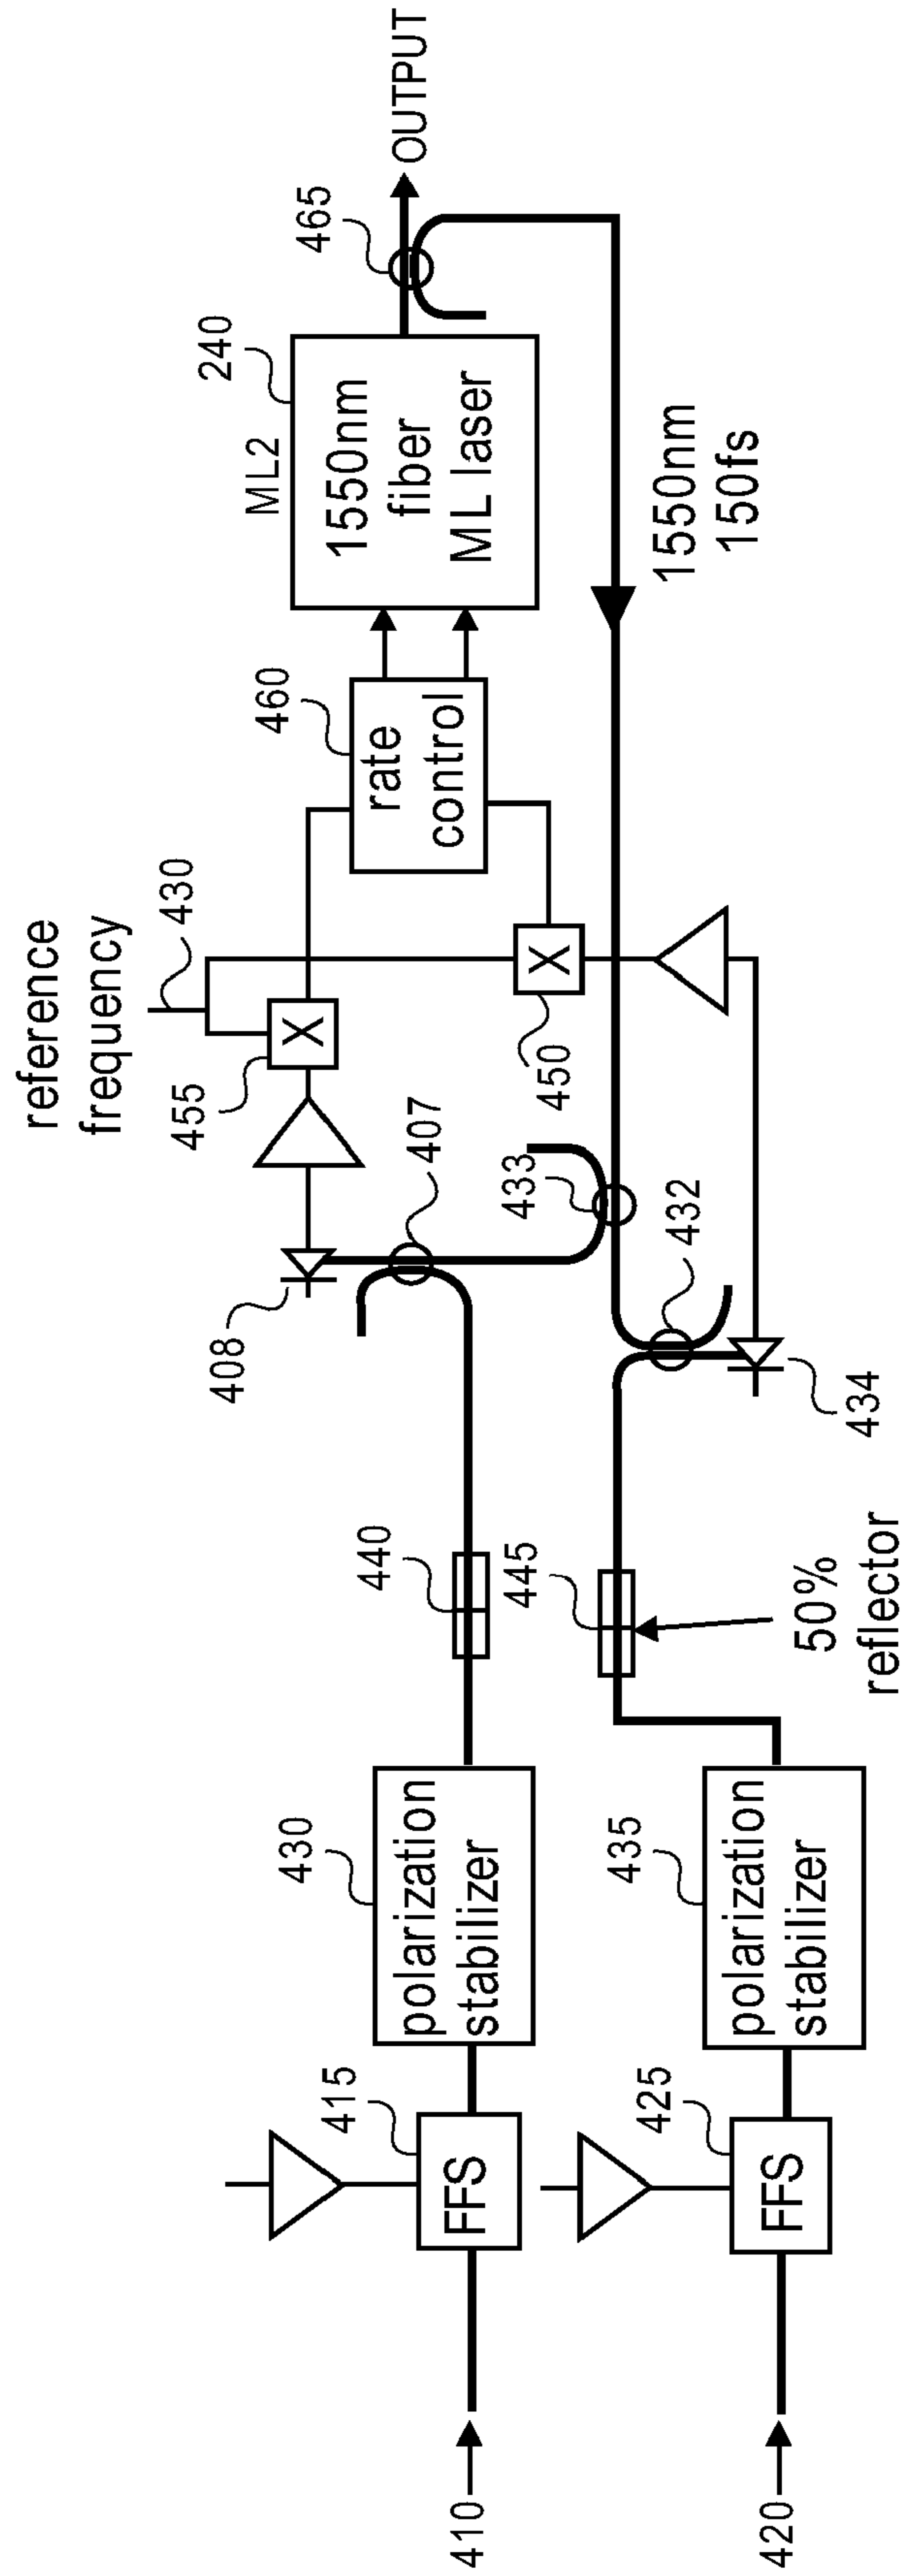 reference
frequency
430
465
OUTPUT
240
ML2
1550nm
fiber
ML laser
460
rate
control
455
X
408
407
450
X
433
432
434
1550nm
150fs
440
445
50%
reflector
430
polarization
stabilizer
435
polarization
stabilizer
415
FFS
425
FFS
410
420